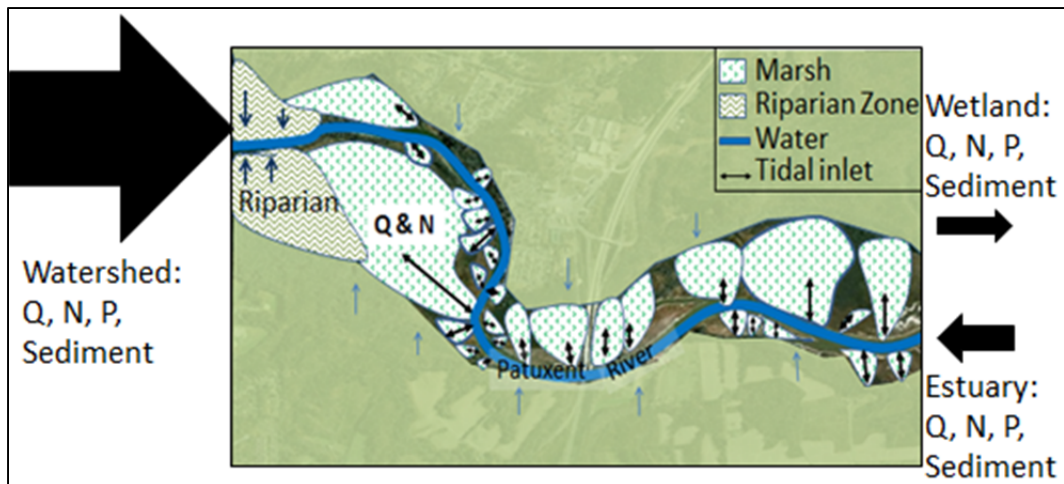 Marsh
Riparian Zone
Water
Tidal inlet
Riparian
Q & N
Patuxent River
Watershed:
Q, N, P,
Sediment
Wetland:
Q, N, P,
Sediment
Estuary:
Q, N, P,
Sediment